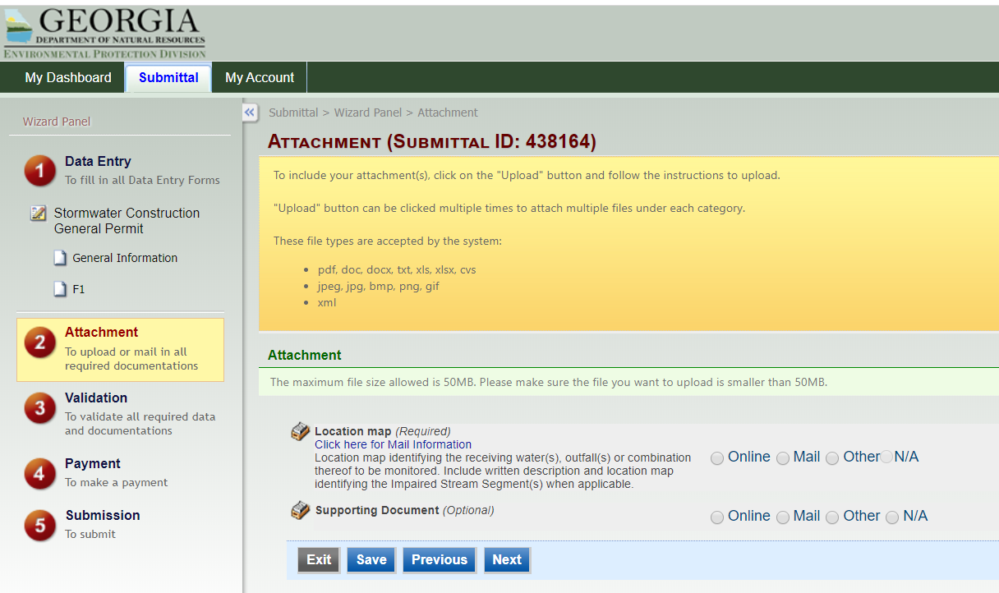 GEORGIA
DEPARTMENT OF NATURAL RESOURCES
ENVIRONMENTAL PROTECTION DIVISION
My Dashboard
Submittal
My Account
Wizard Panel
1
Data Entry
To fill in all Data Entry Forms
Stormwater Construction
General Permit
General Information
F1
2
Attachment
To upload or mail in all
required documentations
3
Validation
To validate all required data
and documentations
4
Payment
To make a payment
5
Submission
To submit
«
Submittal > Wizard Panel > Attachment
ATTACHMENT (SUBMITTAL ID: 438164)
To include your attachment(s), click on the "Upload" button and follow the instructions to upload.
"Upload" button can be clicked multiple times to attach multiple files under each category.
These file types are accepted by the system:
• pdf, doc, docx, txt, xls, xlsx, cvs
• jpeg, jpg, bmp, png, gif
• xml
Attachment
The maximum file size allowed is 50MB. Please make sure the file you want to upload is smaller than 50MB.
Location map (Required)
Click here for Mail Information
Location map identifying the receiving water(s), outfall(s) or combination
thereof to be monitored. Include written description and location map
identifying the Impaired Stream Segment(s) when applicable.
Online Mail Other N/A
Supporting Document (Optional)
Online Mail Other N/A
Exit Save Previous Next